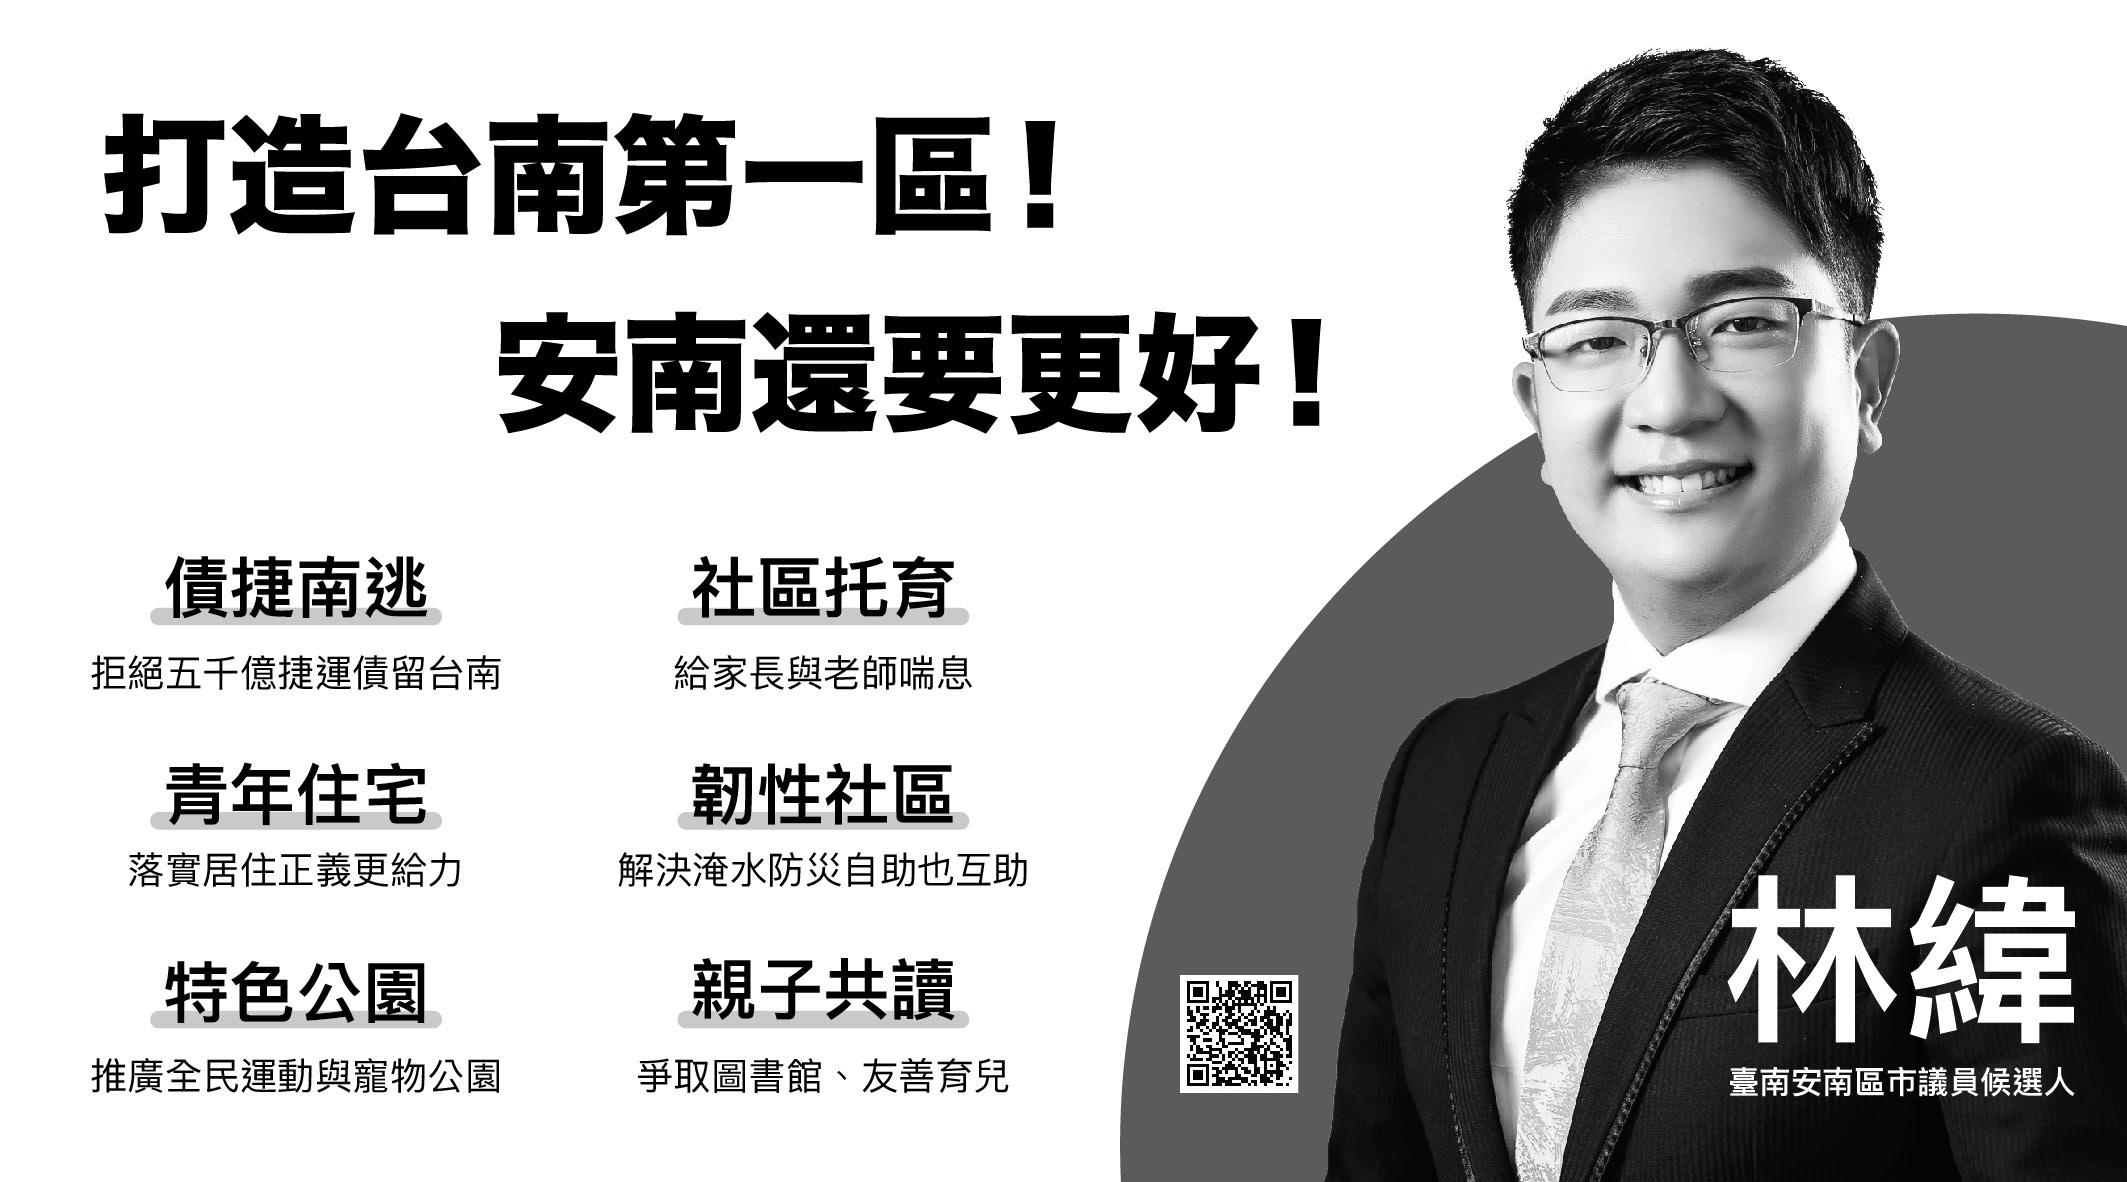 打造台南第一區！
安南還要更好！
債捷南逃
拒絕五千億捷運債留台南
社區托育
給家長與老師喘息
青年住宅
落實居住正義更給力
韌性社區
解決淹水防災自助也互助
特色公園
推廣全民運動與寵物公園
親子共讀
爭取圖書館、友善育兒
林緯
臺南安南區市議員候選人